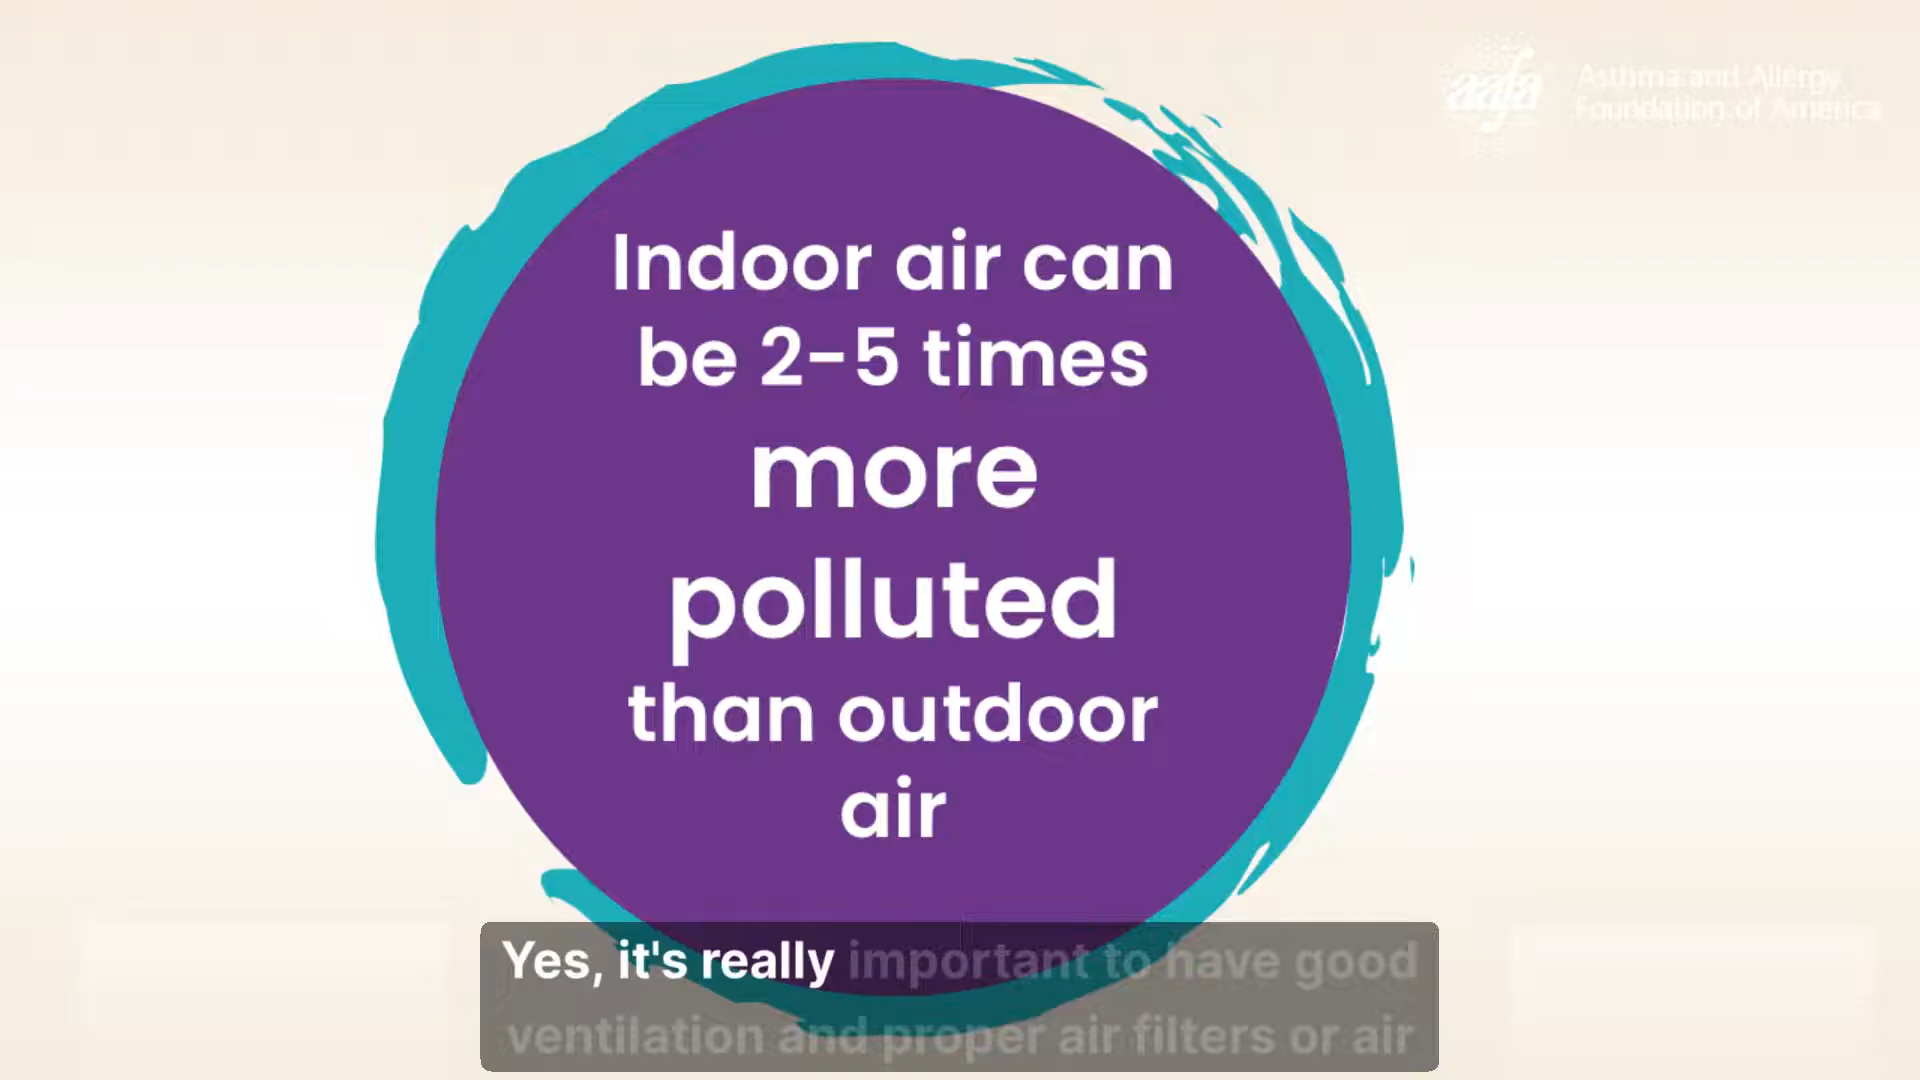 aafa
Asthma and Allergy
Foundation of America
Indoor air can
be 2-5 times
more
polluted
than outdoor
air
Yes, it's really important to have good
ventilation and proper air filters or air